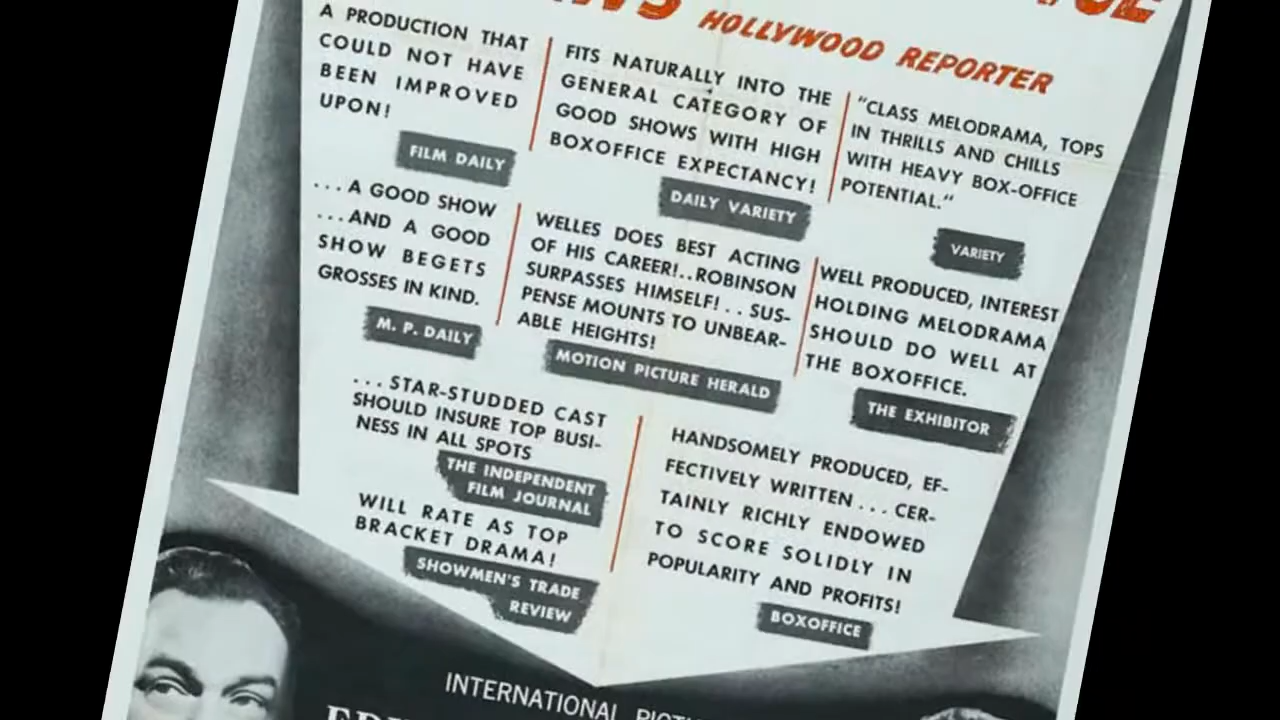 HOLLYWOOD REPORTER
A PRODUCTION THAT
COULD NOT HAVE
BEEN IMPROVED
UPON!
FILM DAILY
FITS NATURALLY INTO THE
GENERAL CATEGORY OF
GOOD SHOWS WITH HIGH
BOXOFFICE EXPECTANCY!
DAILY VARIETY
"CLASS MELODRAMA, TOPS
IN THRILLS AND CHILLS
WITH HEAVY BOX-OFFICE
POTENTIAL."
VARIETY
...A GOOD SHOW
...AND A GOOD
SHOW BEGETS
GROSSES IN KIND.
M. P. DAILY
WELLES DOES BEST ACTING
OF HIS CAREER!..ROBINSON
SURPASSES HIMSELF!..SUS-
PENSE MOUNTS TO UNBEAR-
ABLE HEIGHTS!
MOTION PICTURE HERALD
WELL PRODUCED, INTEREST
HOLDING MELODRAMA
SHOULD DO WELL AT
THE BOXOFFICE.
THE EXHIBITOR
...STAR-STUDDED CAST
SHOULD INSURE TOP BUSI-
NESS IN ALL SPOTS
THE INDEPENDENT
FILM JOURNAL
WILL RATE AS TOP
BRACKET DRAMA!
SHOWMEN'S TRADE
REVIEW
HANDSOMELY PRODUCED, EF-
FECTIVELY WRITTEN...CER-
TAINLY RICHLY ENDOWED
TO SCORE SOLIDLY IN
POPULARITY AND PROFITS!
BOXOFFICE
INTERNATIONAL